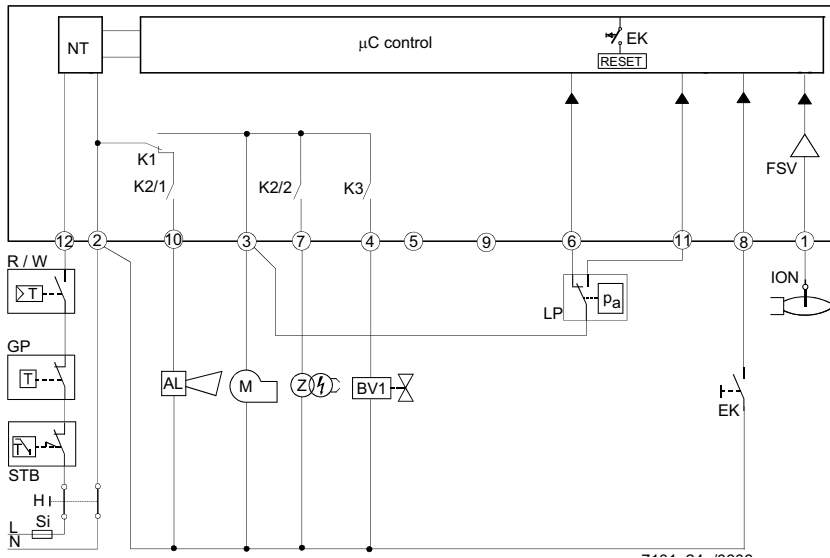 NT
μC control
EK
RESET
FSV
K1
K2/1
K2/2
K3
12
2
10
3
7
4
5
9
6
11
8
1
R / W
T
LP
pa
ION
GP
T
AL
M
Z
BV1
EK
T
STB
H
L
Si
N